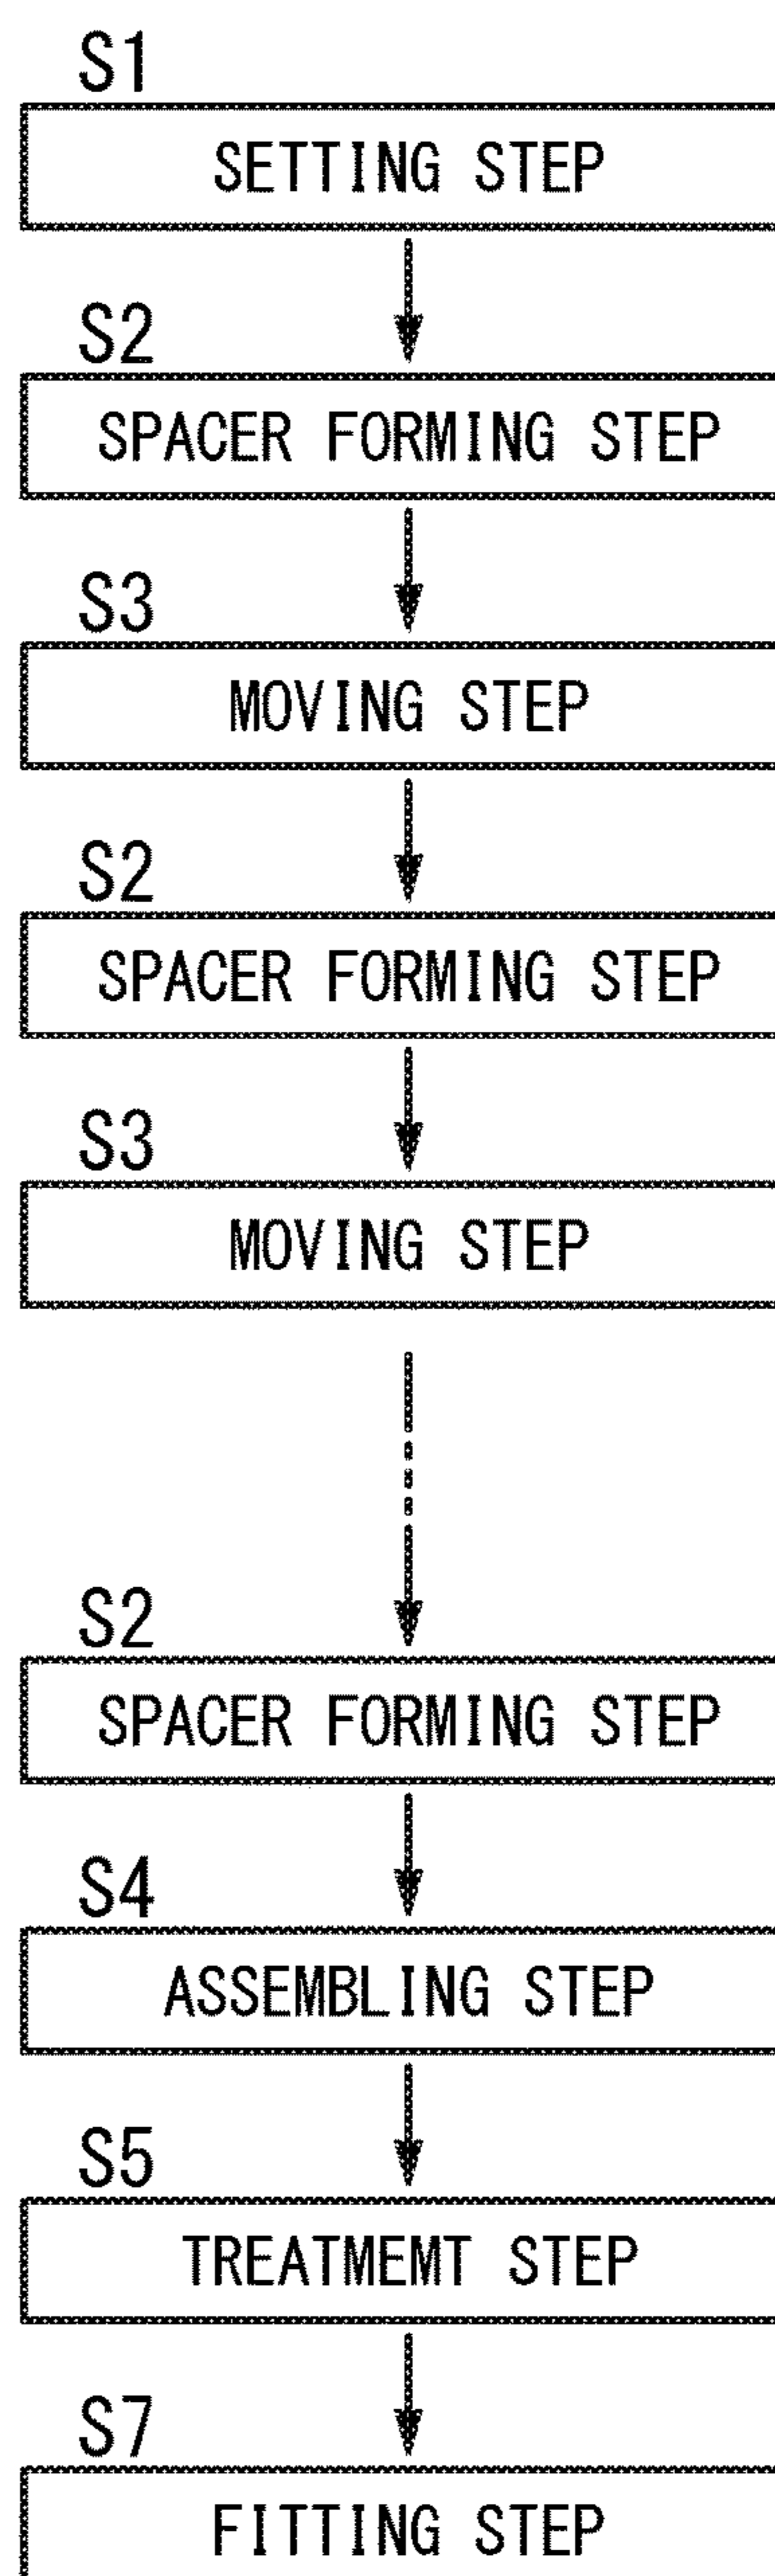 S1
SETTING STEP
S2
SPACER FORMING STEP
S3
MOVING STEP
S2
SPACER FORMING STEP
S3
MOVING STEP
S2
SPACER FORMING STEP
S4
ASSEMBLING STEP
S5
TREATMEMT STEP
S7
FITTING STEP